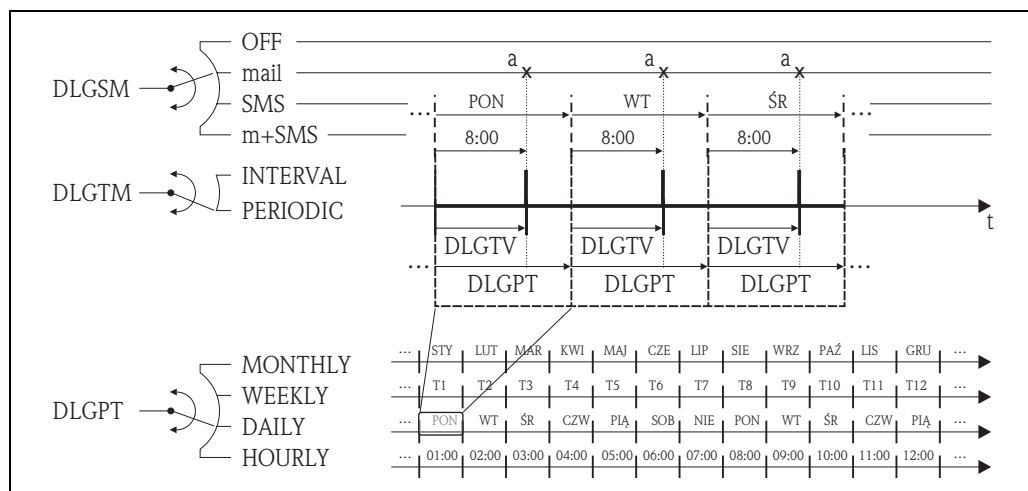 OFF
a a a
mail
DLGSM
SMS ... PON WT ŚR ...
m+SMS 8:00 8:00 8:00
INTERVAL
DLGTM
PERIODIC
t
DLGTV DLGTV DLGTV
... DLGPT DLGPT DLGPT ...
MONTHLY ... STY LUT MAR KWI MAJ CZE LIP SIE WRZ PAŹ LIS GRU ...
WEEKLY ... T1 T2 T3 T4 T5 T6 T7 T8 T9 T10 T11 T12 ...
DLGPT
DAILY ... PON WT ŚR CZW PIĄ SOB NIE PON WT ŚR CZW PIĄ ...
HOURLY ... 01:00 02:00 03:00 04:00 05:00 06:00 07:00 08:00 09:00 10:00 11:00 12:00 ...